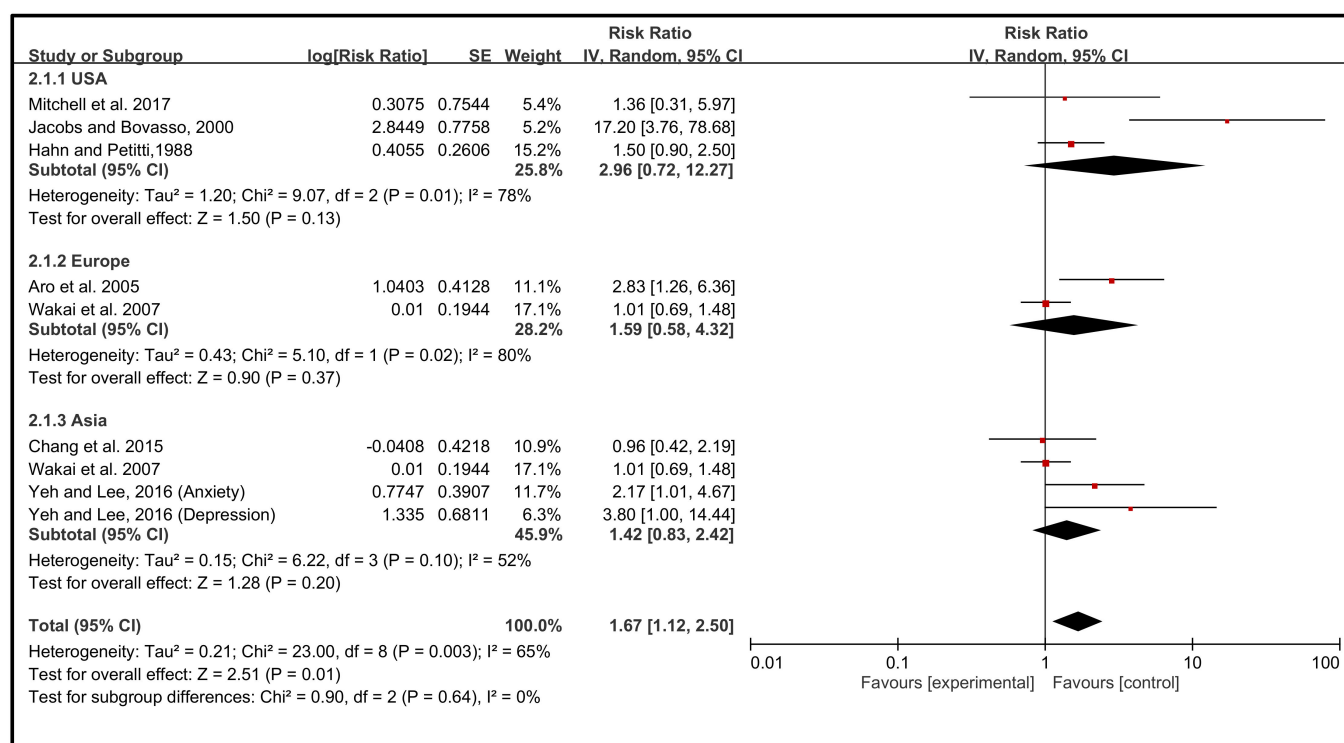 Risk Ratio Risk Ratio
Study or Subgroup log[Risk Ratio] SE Weight IV, Random, 95% CI IV, Random, 95% CI
2.1.1 USA
Mitchell et al. 2017 0.3075 0.7544 5.4% 1.36 [0.31, 5.97]
Jacobs and Bovasso, 2000 2.8449 0.7758 5.2% 17.20 [3.76, 78.68]
Hahn and Petitti,1988 0.4055 0.2606 15.2% 1.50 [0.90, 2.50]
Subtotal (95% CI) 25.8% 2.96 [0.72, 12.27]
Heterogeneity: Tau² = 1.20; Chi² = 9.07, df = 2 (P = 0.01); I² = 78%
Test for overall effect: Z = 1.50 (P = 0.13)
2.1.2 Europe
Aro et al. 2005 1.0403 0.4128 11.1% 2.83 [1.26, 6.36]
Wakai et al. 2007 0.01 0.1944 17.1% 1.01 [0.69, 1.48]
Subtotal (95% CI) 28.2% 1.59 [0.58, 4.32]
Heterogeneity: Tau² = 0.43; Chi² = 5.10, df = 1 (P = 0.02); I² = 80%
Test for overall effect: Z = 0.90 (P = 0.37)
2.1.3 Asia
Chang et al. 2015 -0.0408 0.4218 10.9% 0.96 [0.42, 2.19]
Wakai et al. 2007 0.01 0.1944 17.1% 1.01 [0.69, 1.48]
Yeh and Lee, 2016 (Anxiety) 0.7747 0.3907 11.7% 2.17 [1.01, 4.67]
Yeh and Lee, 2016 (Depression) 1.335 0.6811 6.3% 3.80 [1.00, 14.44]
Subtotal (95% CI) 45.9% 1.42 [0.83, 2.42]
Heterogeneity: Tau² = 0.15; Chi² = 6.22, df = 3 (P = 0.10); I² = 52%
Test for overall effect: Z = 1.28 (P = 0.20)
Total (95% CI) 100.0% 1.67 [1.12, 2.50]
Heterogeneity: Tau² = 0.21; Chi² = 23.00, df = 8 (P = 0.003); I² = 65%
Test for overall effect: Z = 2.51 (P = 0.01)
Test for subgroup differences: Chi² = 0.90, df = 2 (P = 0.64), I² = 0%
0.01 0.1 1 10 100
Favours [experimental] Favours [control]